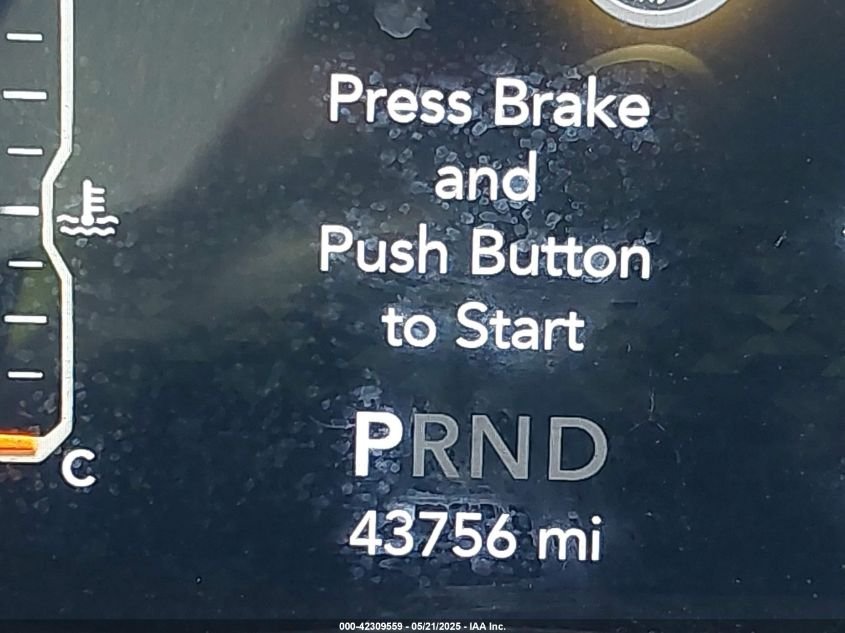 Press Brake
and
Push Button
to Start
PRND
43756 mi
C
000-42309559 - 05/21/2025 - IAA Inc.